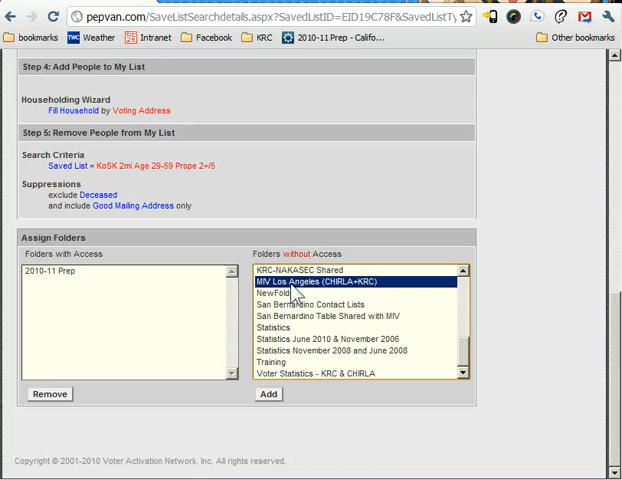 pepvan.com/SaveListSearchdetails.aspx?SavedListID=EID19C78F&SavedListTy
bookmarks
Weather
Intranet
Facebook
KRC
2010-11 Prep - Califo...
Other bookmarks
Step 4: Add People to My List
Householding Wizard
Fill Household by Voting Address
Step 5: Remove People from My List
Search Criteria
Saved List = KoSK 2mi Age 29-59 Prope 2+/5
Suppressions
exclude Deceased
and include Good Mailing Address only
Assign Folders
Folders with Access
Folders without Access
2010-11 Prep
KRC-NAKASEC Shared
MIV Los Angeles (CHIRLA+KRC)
NewFold
San Bernardino Contact Lists
San Bernardino Table Shared with MIV
Statistics
Statistics June 2010 & November 2006
Statistics November 2008 and June 2008
Training
Voter Statistics - KRC & CHIRLA
Remove
Add
Copyright © 2001-2010 Voter Activation Network, Inc. All rights reserved.